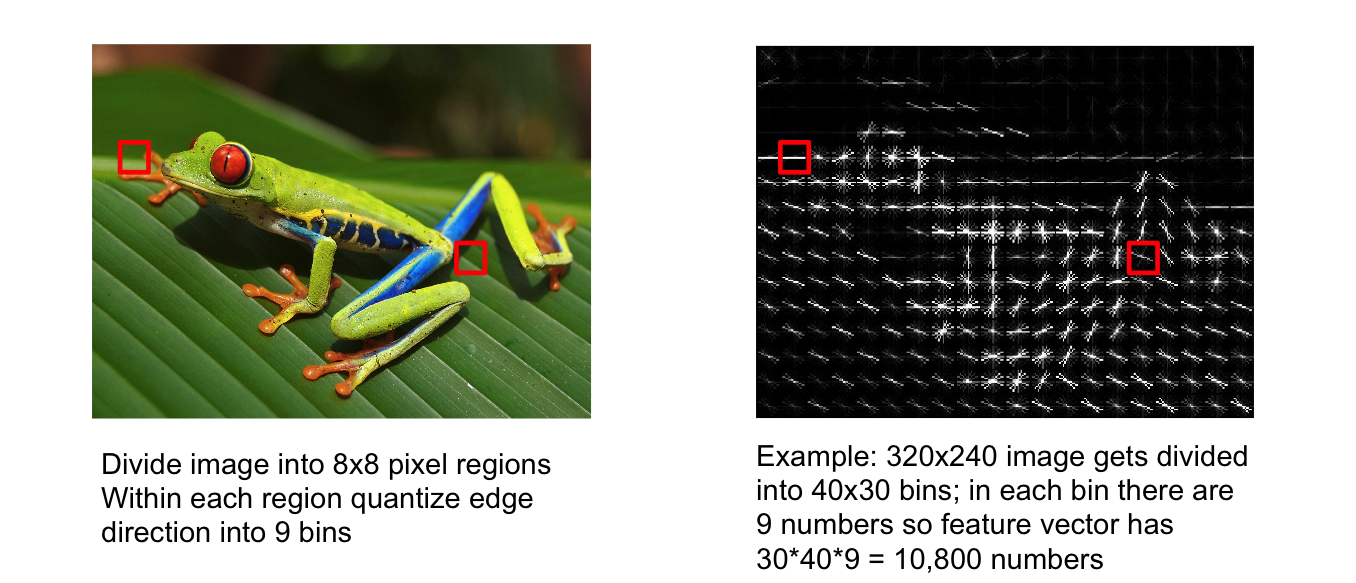 Divide image into 8x8 pixel regions
Within each region quantize edge
direction into 9 bins
Example: 320x240 image gets divided
into 40x30 bins; in each bin there are
9 numbers so feature vector has
30*40*9 = 10,800 numbers